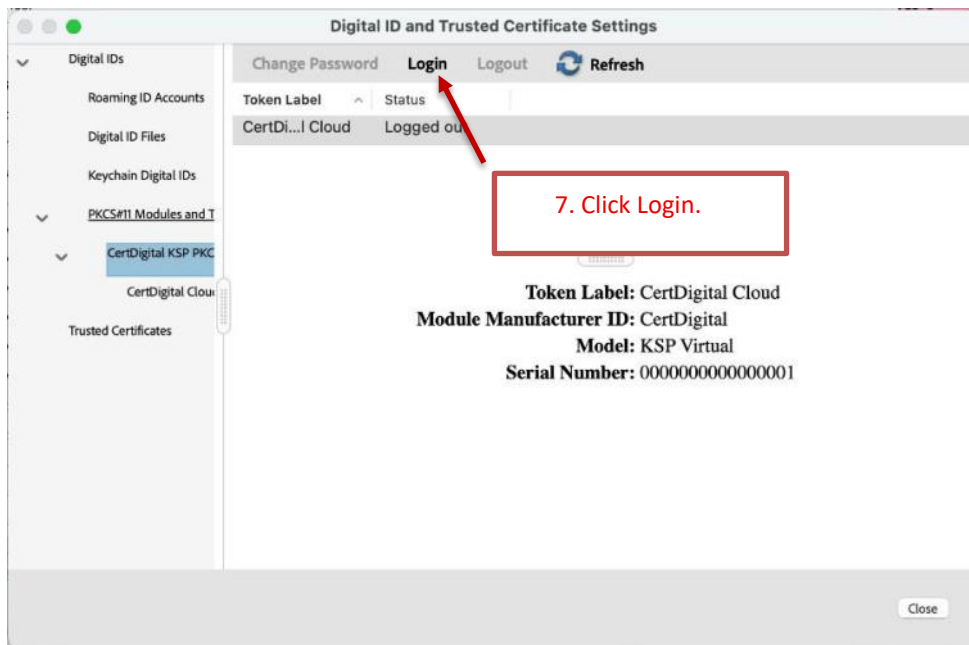 Digital ID and Trusted Certificate Settings
Digital IDs
Roaming ID Accounts
Digital ID Files
Keychain Digital IDs
PKCS#11 Modules and T
CertDigital KSP PKC
CertDigital Clou
Trusted Certificates
Change Password Login Logout Refresh
Token Label Status
CertDi...l Cloud Logged ou
7. Click Login.
Token Label: CertDigital Cloud
Module Manufacturer ID: CertDigital
Model: KSP Virtual
Serial Number: 0000000000000001
Close